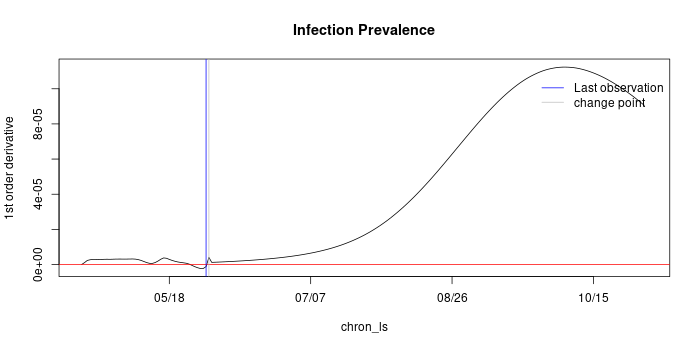 Infection Prevalence
1st order derivative
8e-05
4e-05
0e+00
Last observation
change point
05/18
07/07
08/26
10/15
chron_ls